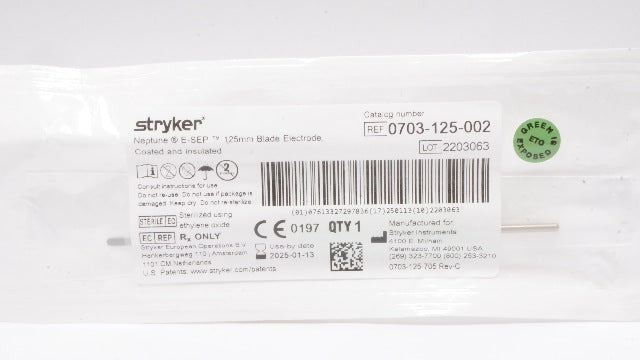 stryker®
Neptune ® E-SEP ™ 125mm Blade Electrode,
Coated and Insulated
Catalog number
REF 0703-125-002
LOT 2203063
GREEN IS
ETO
EXPOSED
Consult instructions for use.
Do not re-use. Do not use if package
is damaged. Keep dry. Do not re-sterilize.
(01)07613327297836(17)250113(10)2203063
STERILE EO Sterilized using
ethylene oxide
EC REP Rx ONLY
Stryker European Operations B.V.
Herikerbergweg 110 / Amsterdam
1101 CM Netherlands
U.S. Patents: www.stryker.com/patents
CE 0197 QTY 1
Use-by date
2025-01-13
Manufactured for:
Stryker Instruments
4100 E. Milham
Kalamazoo, MI 49001 USA
(269) 323-7700 (800) 253-3210
0703-125-705 Rev-C